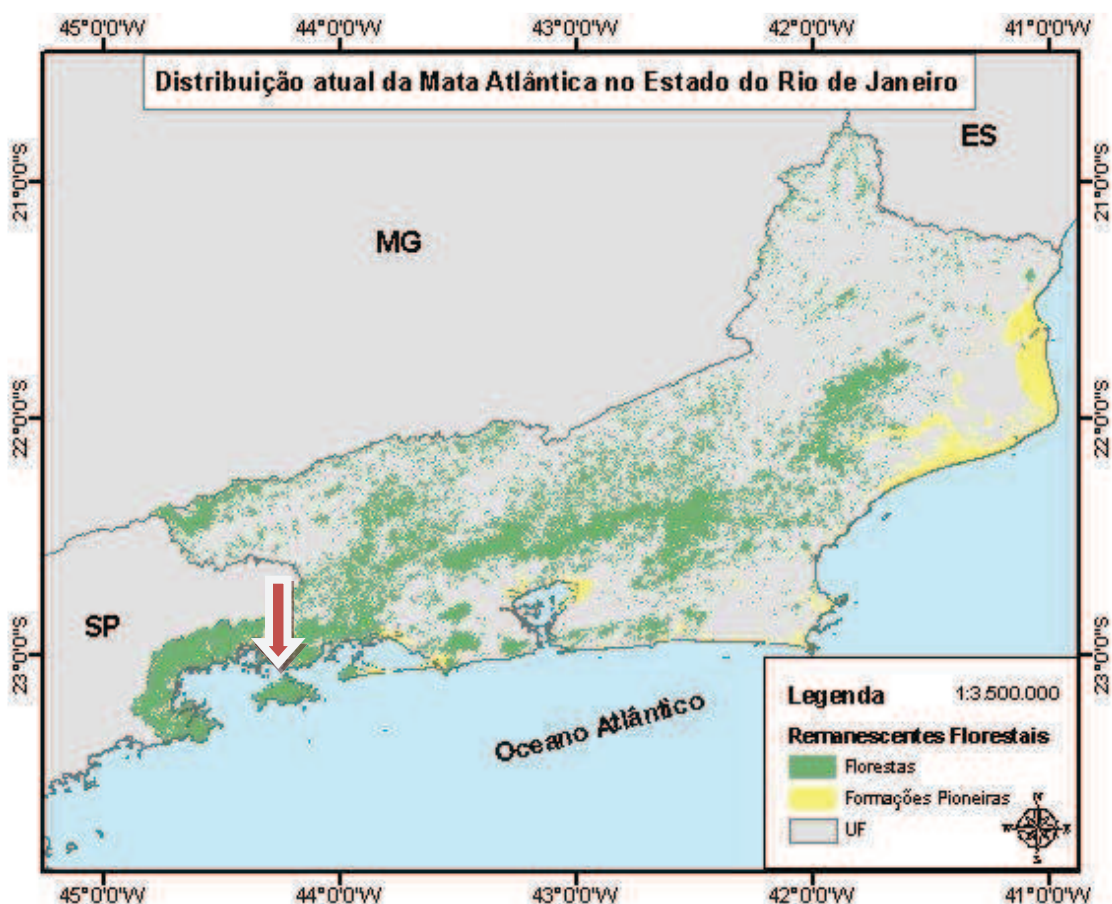 45°0'0"W 44°0'0"W 43°0'0"W 42°0'0"W 41°0'0"W
Distribuição atual da Mata Atlântica no Estado do Rio de Janeiro
ES
21°0'0"S 21°0'0"S
MG
22°0'0"S 22°0'0"S
SP
23°0'0"S 23°0'0"S
Oceano Atlântico
Legenda 1:3.500.000
Remanescentes Florestais
Florestas
Formações Pioneiras
UF
N
S
45°0'0"W 44°0'0"W 43°0'0"W 42°0'0"W 41°0'0"W